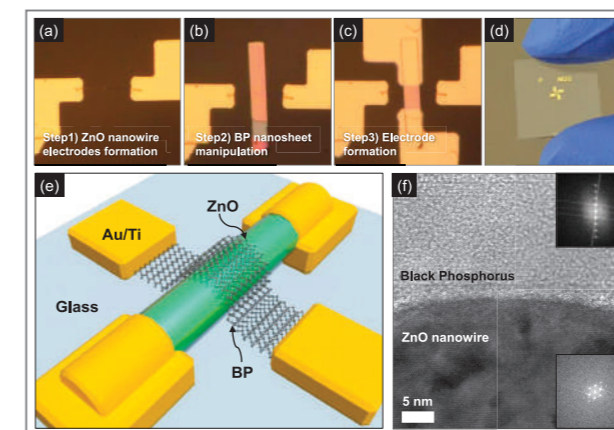 (a)
Step1) ZnO nanowire
electrodes formation
(b)
Step2) BP nanosheet
manipulation
(c)
Step3) Electrode
formation
(d)
(e)
ZnO
Au/Ti
Glass
BP
(f)
Black Phosphorus
ZnO nanowire
5 nm